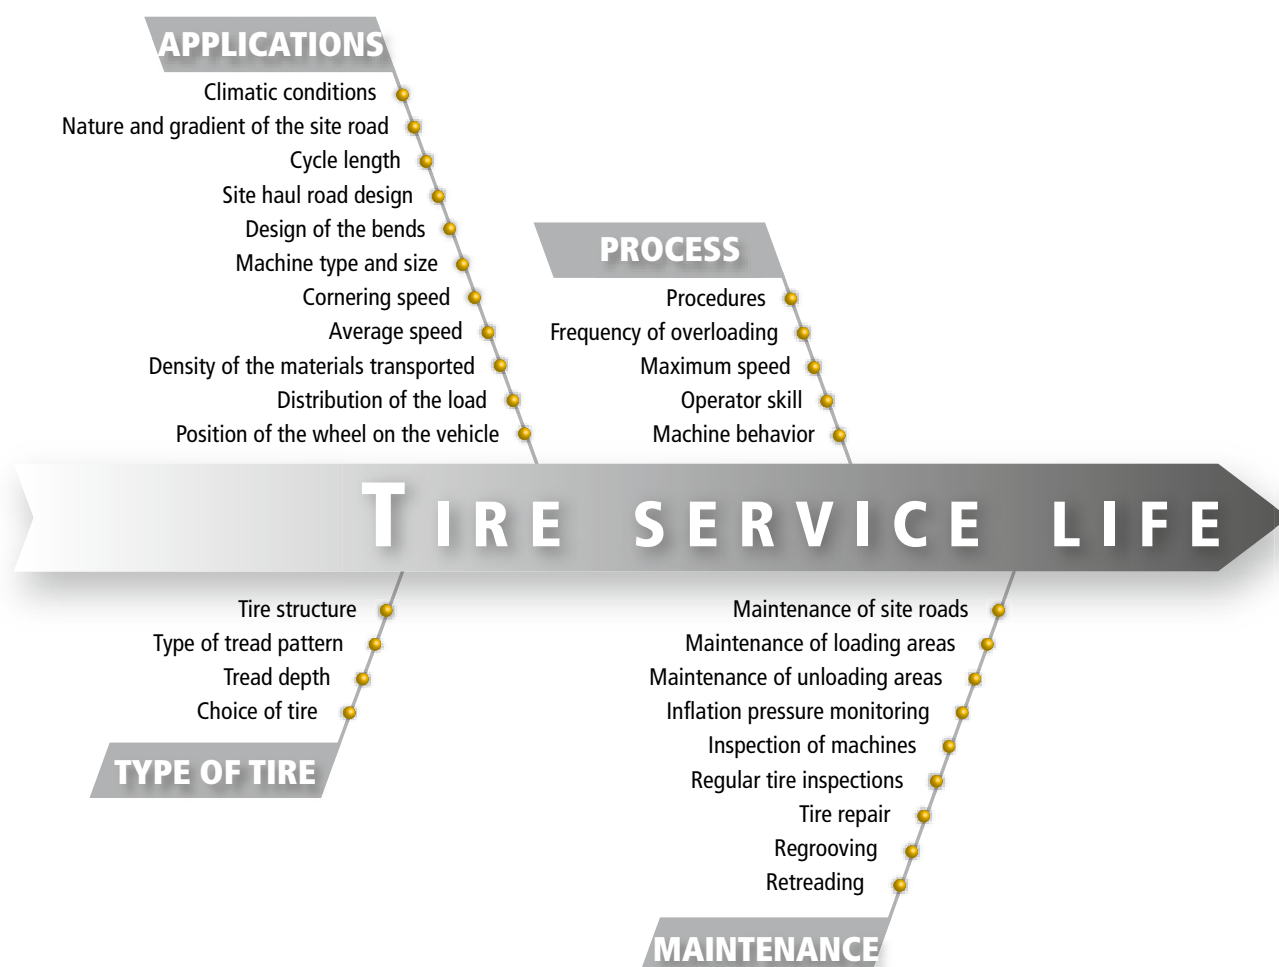 APPLICATIONS
Climatic conditions
Nature and gradient of the site road
Cycle length
Site haul road design
Design of the bends
Machine type and size
Cornering speed
Average speed
Density of the materials transported
Distribution of the load
Position of the wheel on the vehicle
PROCESS
Procedures
Frequency of overloading
Maximum speed
Operator skill
Machine behavior
TIRE SERVICE LIFE
Tire structure
Type of tread pattern
Tread depth
Choice of tire
TYPE OF TIRE
Maintenance of site roads
Maintenance of loading areas
Maintenance of unloading areas
Inflation pressure monitoring
Inspection of machines
Regular tire inspections
Tire repair
Regrooving
Retreading
MAINTENANCE